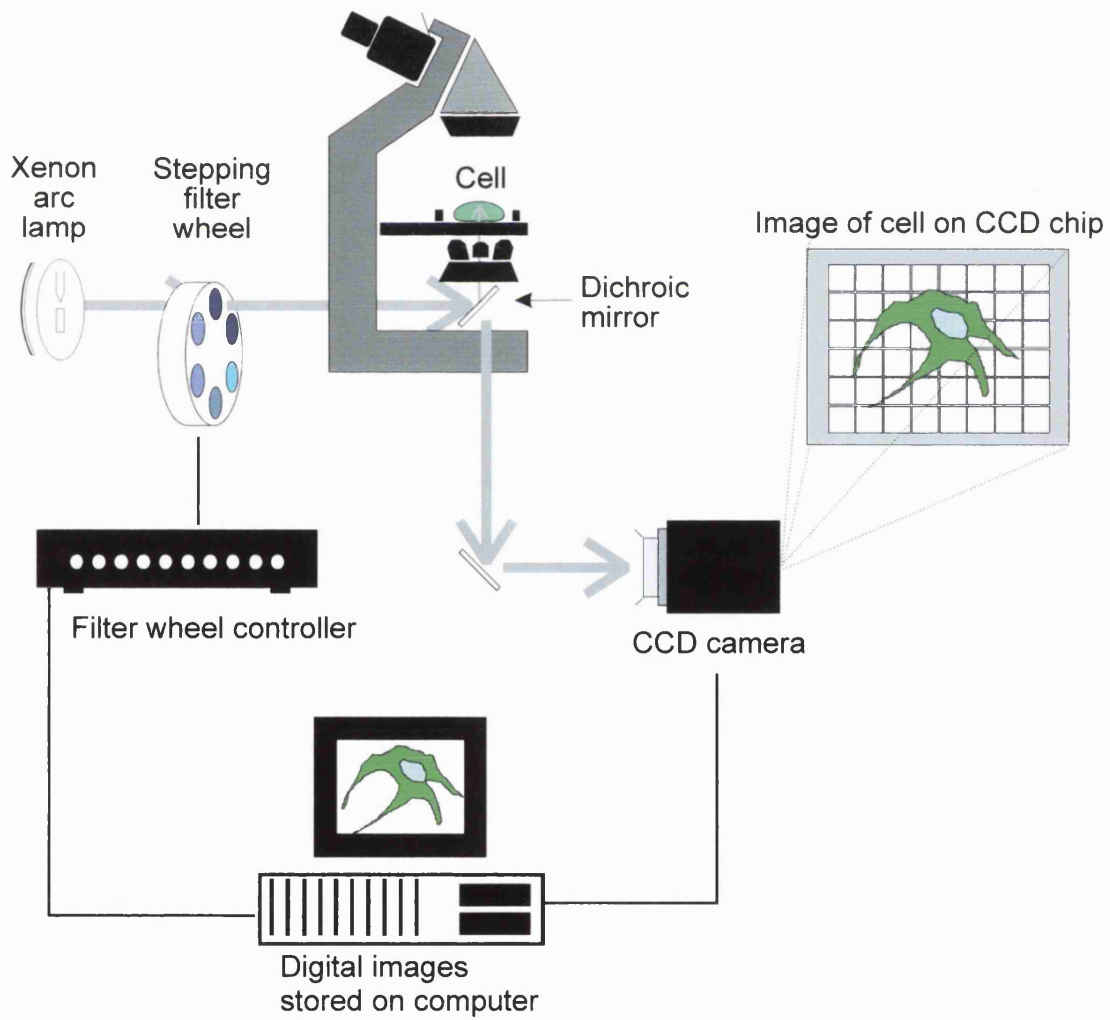 Xenon
arc
lamp
Stepping
filter
wheel
Cell
Image of cell on CCD chip
Dichroic
mirror
Filter wheel controller
CCD camera
Digital images
stored on computer